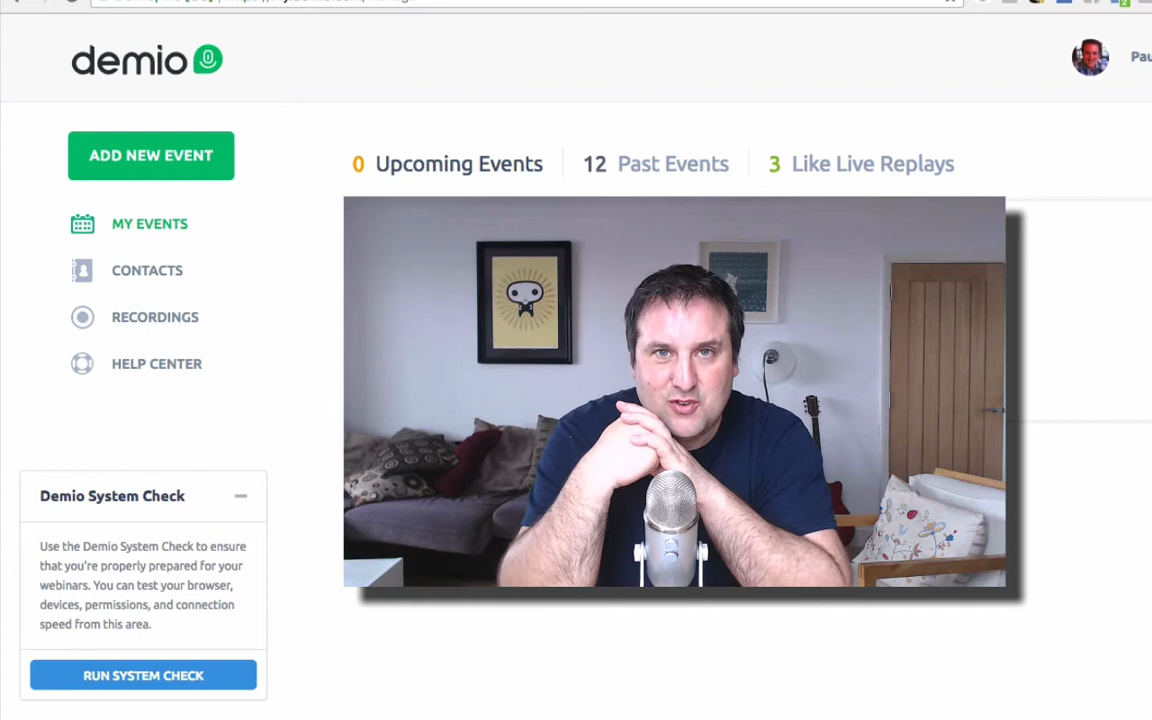 demio
Pau
ADD NEW EVENT
0 Upcoming Events
12 Past Events
3 Like Live Replays
MY EVENTS
CONTACTS
RECORDINGS
HELP CENTER
Demio System Check
Use the Demio System Check to ensure
that you're properly prepared for your
webinars. You can test your browser,
devices, permissions, and connection
speed from this area.
RUN SYSTEM CHECK